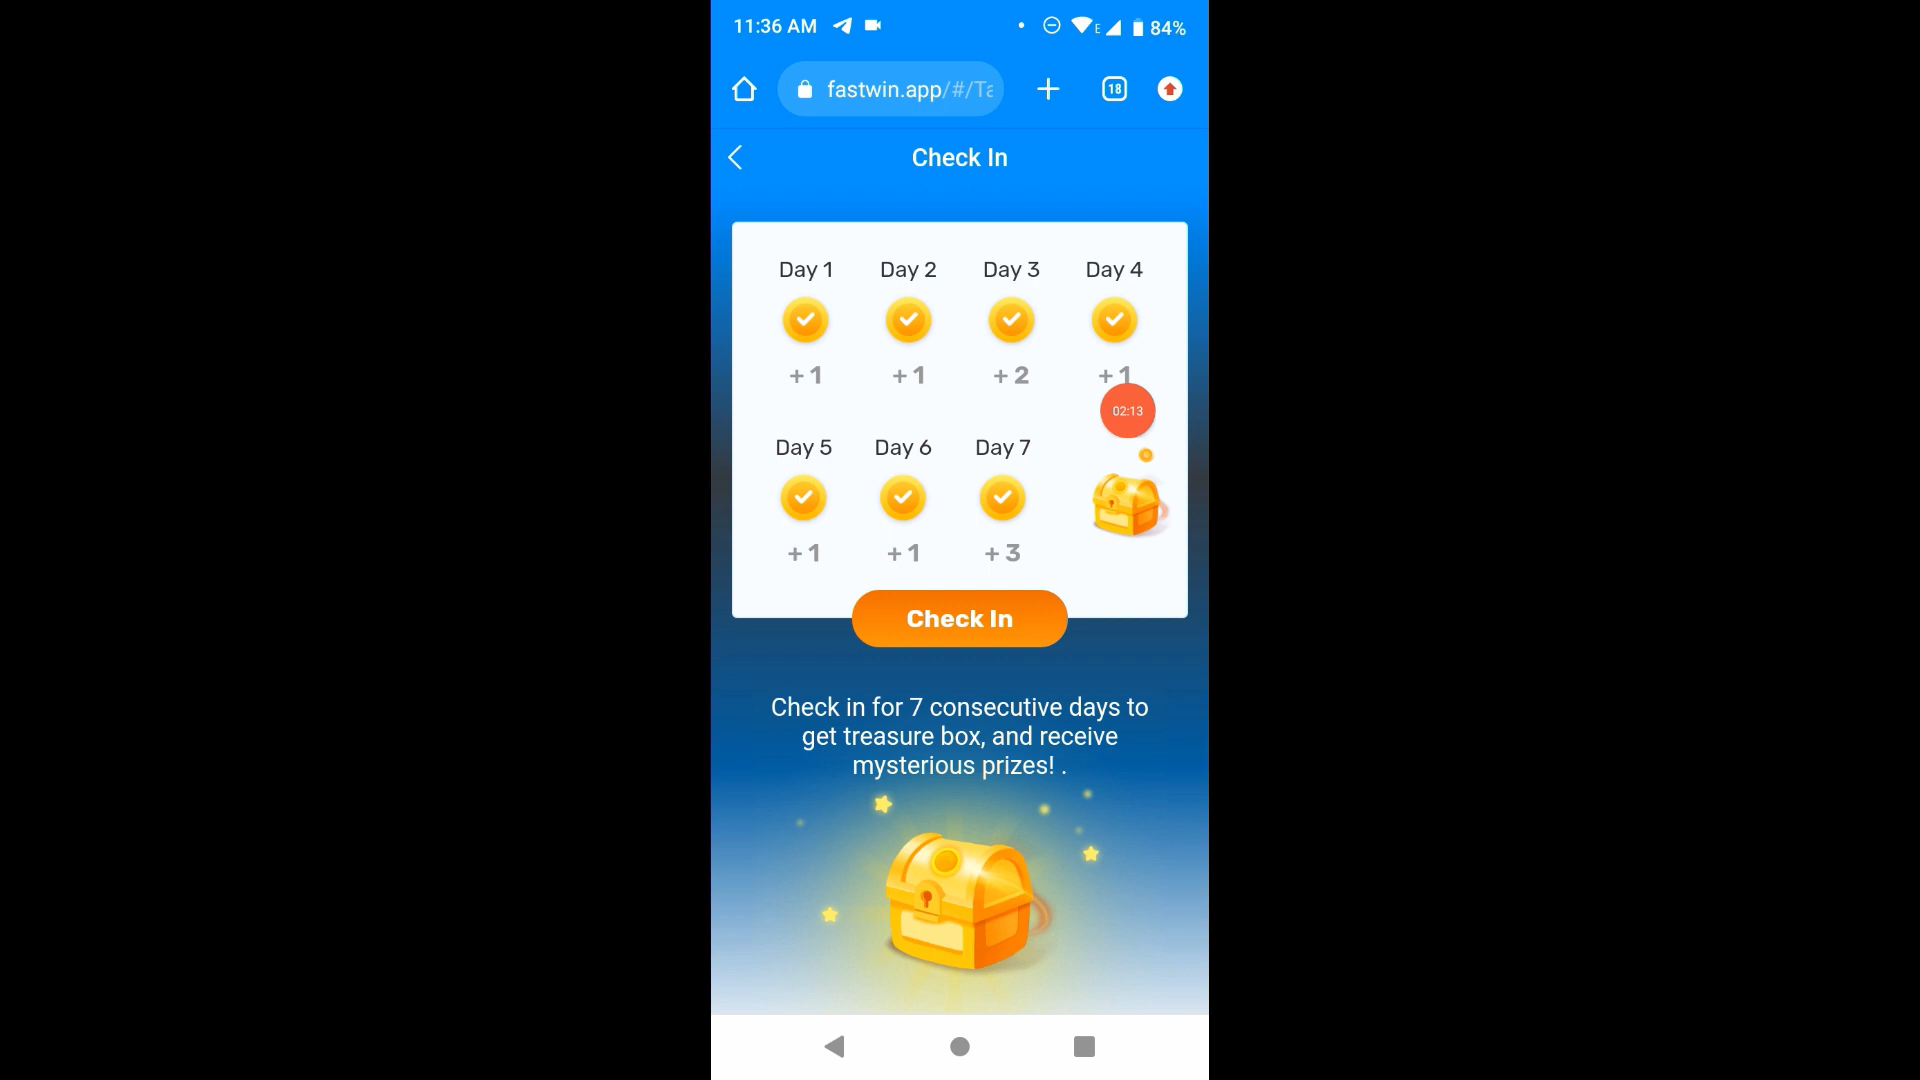 11:36 AM
E
84%
fastwin.app/#/Ta
18
Check In
Day 1 Day 2 Day 3 Day 4
+ 1 + 1 + 2 + 1
02:13
Day 5 Day 6 Day 7
+ 1 + 1 + 3
Check In
Check in for 7 consecutive days to
get treasure box, and receive
mysterious prizes! .